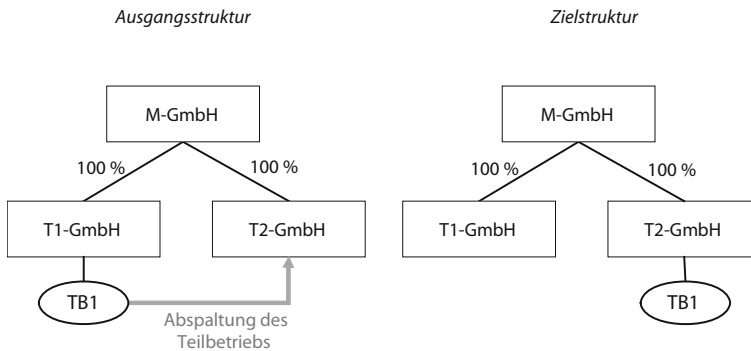 Ausgangsstruktur
M-GmbH
100 %
100 %
T1-GmbH
T2-GmbH
TB1
Abspaltung des
Teilbetriebs
Zielstruktur
M-GmbH
100 %
100 %
T1-GmbH
T2-GmbH
TB1